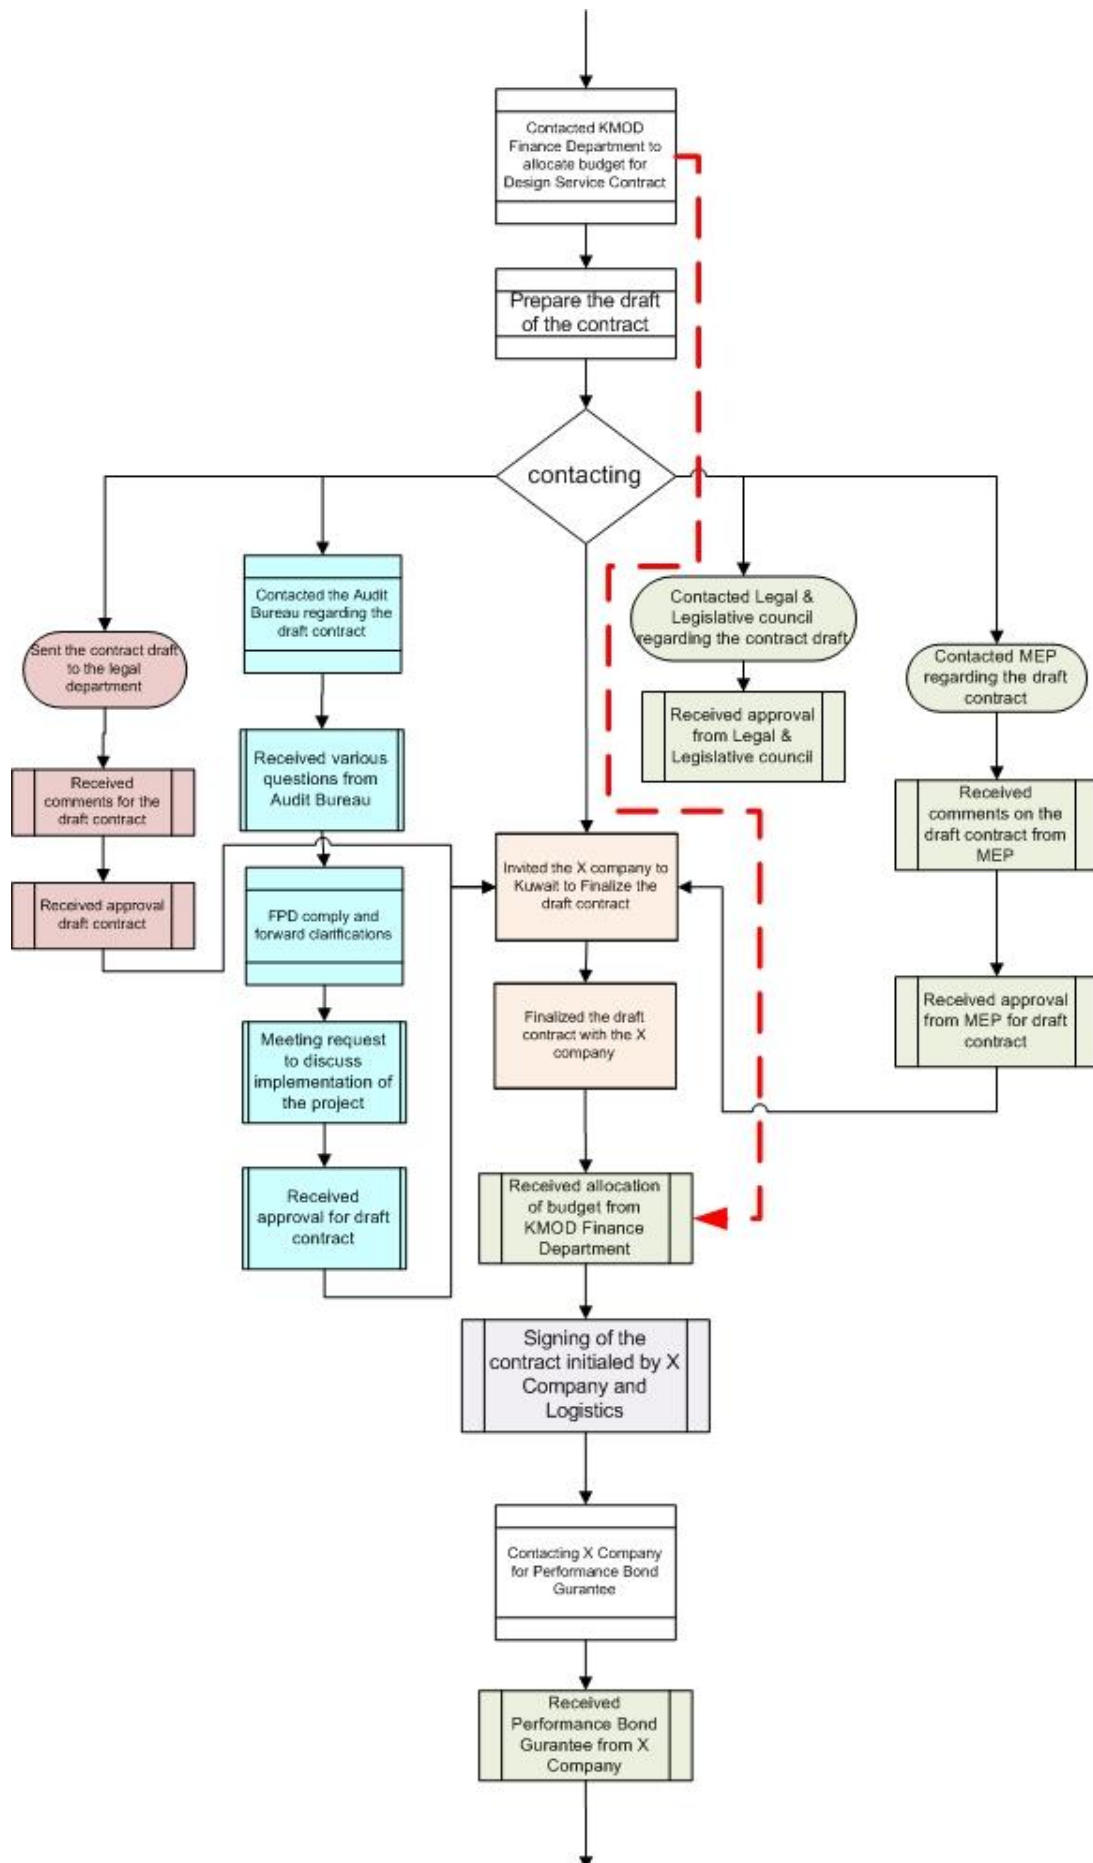 Contacted KMOD
Finance Department to
allocate budget for
Design Service Contract
Prepare the draft
of the contract
contacting
Sent the contract draft
to the legal
department
Received
comments for the
draft contract
Received approval
draft contract
Contacted the Audit
Bureau regarding the
draft contract
Received various
questions from
Audit Bureau
FPD comply and
forward clarifications
Meeting request
to discuss
implementation of
the project
Received
approval for draft
contract
Invited the X company to
Kuwait to Finalize the
draft contract
Finalized the draft
contract with the X
company
Contacted Legal &
Legislative council
regarding the contract draft
Received approval
from Legal &
Legislative council
Contacted MEP
regarding the draft
contract
Received
comments on the
draft contract from
MEP
Received approval
from MEP for draft
contract
Received allocation
of budget from
KMOD Finance
Department
Signing of the
contract initialed by X
Company and
Logistics
Contacting X Company
for Performance Bond
Gurantee
Received
Performance Bond
Gurantee from X
Company